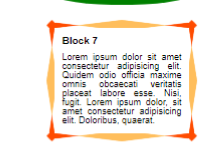 Block 7
Lorem ipsum dolor sit amet
consectetur adipisicing elit.
Quidem odio officia maxime
omnis obcaecati veritatis
placeat labore esse. Nisi,
fugit. Lorem ipsum dolor, sit
amet consectetur adipisicing
elit. Doloribus, quaerat.